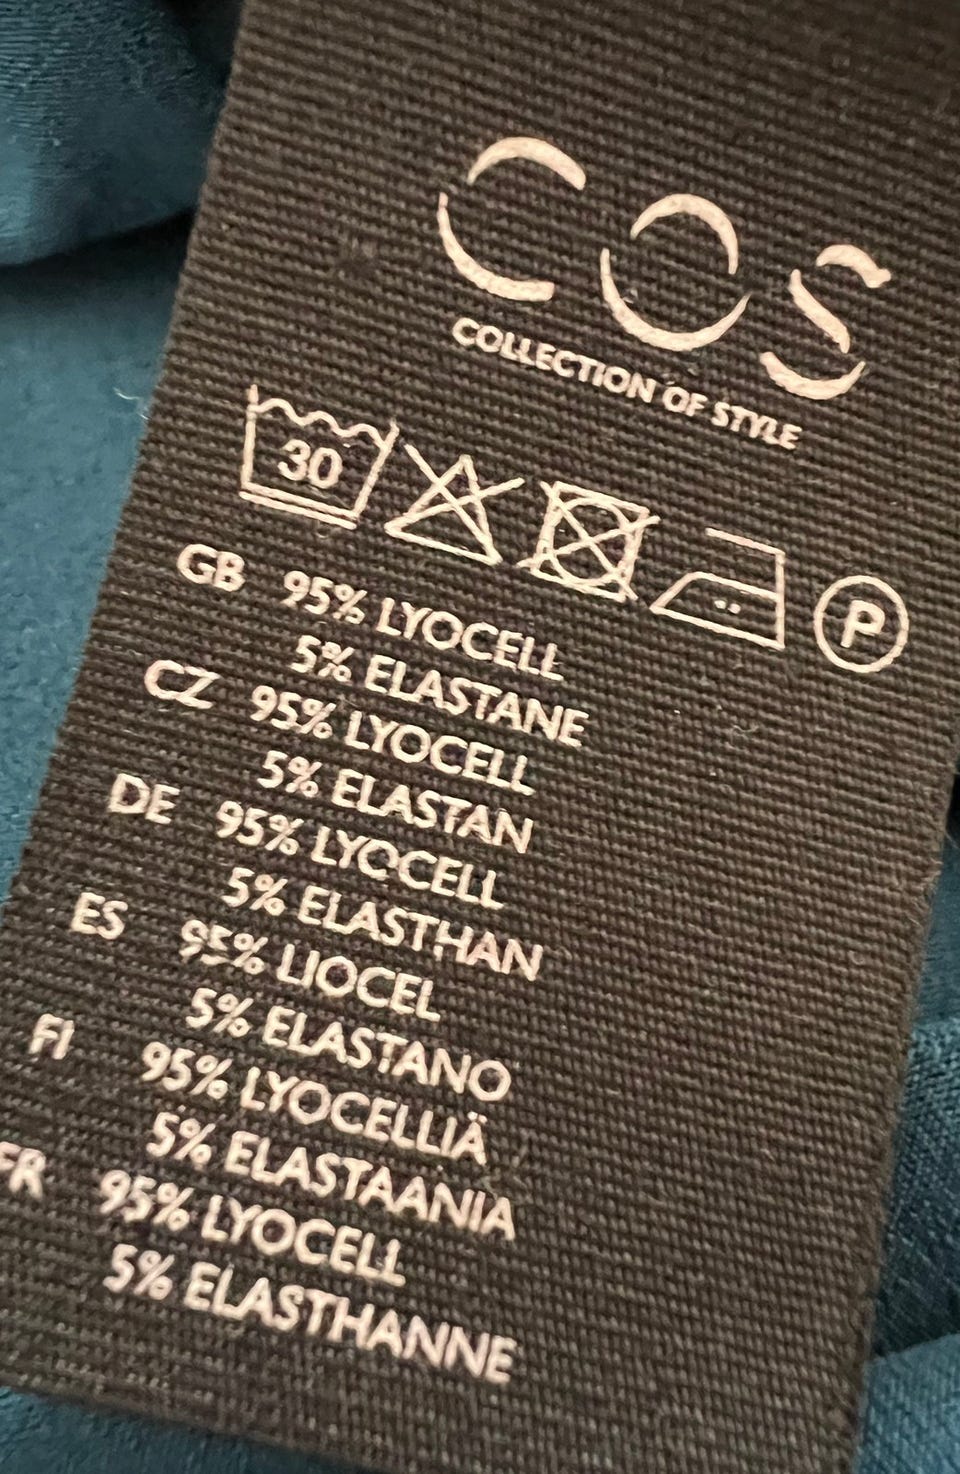 COS
COLLECTION OF STYLE
30 P
GB 95% LYOCELL
5% ELASTANE
CZ 95% LYOCELL
5% ELASTAN
DE 95% LYOCELL
5% ELASTHAN
ES 95% LIOCEL
5% ELASTANO
FI 95% LYOCELLIÄ
5% ELASTAANIA
FR 95% LYOCELL
5% ELASTHANNE